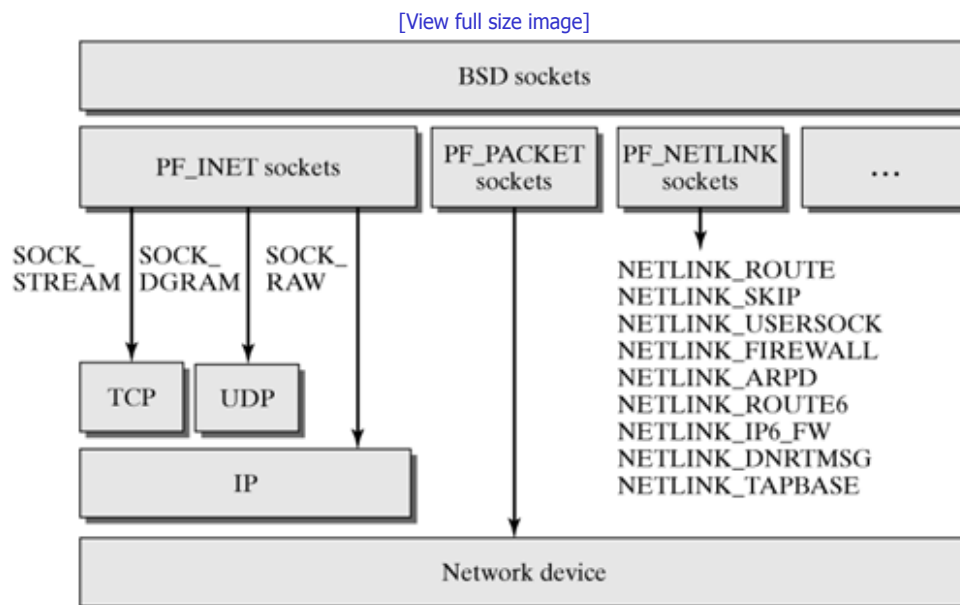 [View full size image]
BSD sockets
PF_INET sockets
PF_PACKET
sockets
PF_NETLINK
sockets
...
SOCK_
STREAM
SOCK_
DGRAM
SOCK_
RAW
NETLINK_ROUTE
NETLINK_SKIP
NETLINK_USERSOCK
NETLINK_FIREWALL
NETLINK_ARPD
NETLINK_ROUTE6
NETLINK_IP6_FW
NETLINK_DNRTMSG
NETLINK_TAPBASE
TCP
UDP
IP
Network device